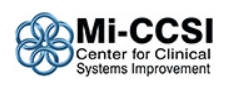 Mi-CCSI
Center for Clinical
Systems Improvement